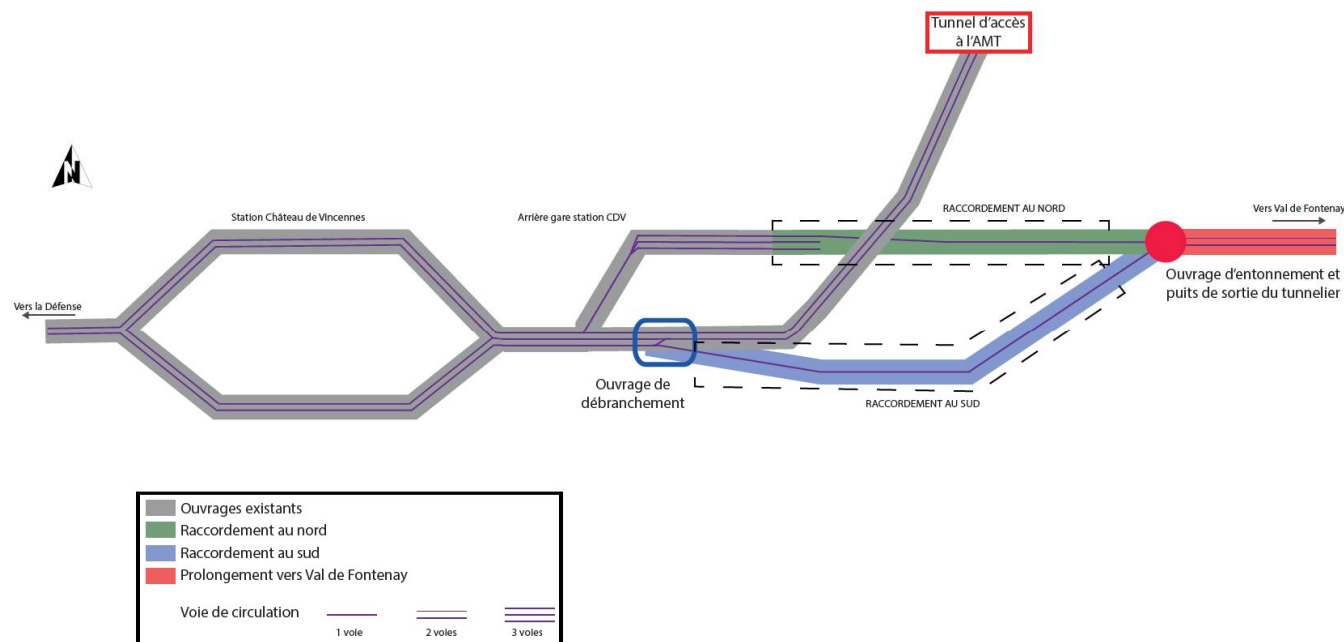 Tunnel d'accès
à l'AMT
N
Station Château de Vincennes
Arrière gare station CDV
RACCORDEMENT AU NORD
Vers Val de Fontenay
Vers la Défense
Ouvrage d'entonnement et
puits de sortie du tunnelier
Ouvrage de
débranchement
RACCORDEMENT AU SUD
Ouvrages existants
Raccordement au nord
Raccordement au sud
Prolongement vers Val de Fontenay
Voie de circulation
1 voie
2 voies
3 voies